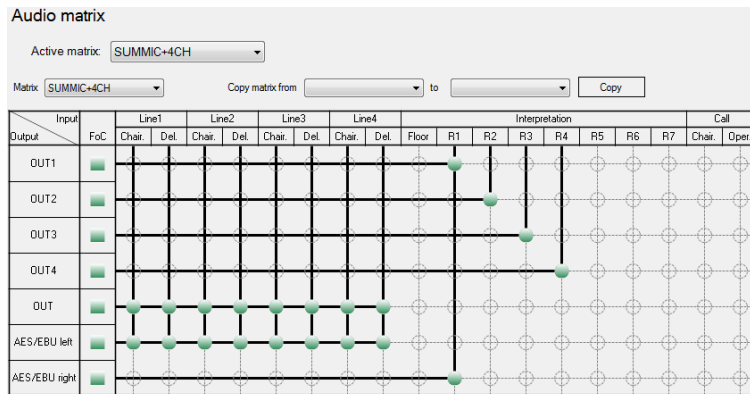 Audio matrix
Active matrix: SUMMIC+4CH
Matrix SUMMIC+4CH Copy matrix from to Copy
Input Line1 Line2 Line3 Line4 Interpretation Call
Output FoC Chair. Del. Chair. Del. Chair. Del. Chair. Del. Floor R1 R2 R3 R4 R5 R6 R7 Chair. Oper.
OUT1
OUT2
OUT3
OUT4
OUT
AES/EBU left
AES/EBU right